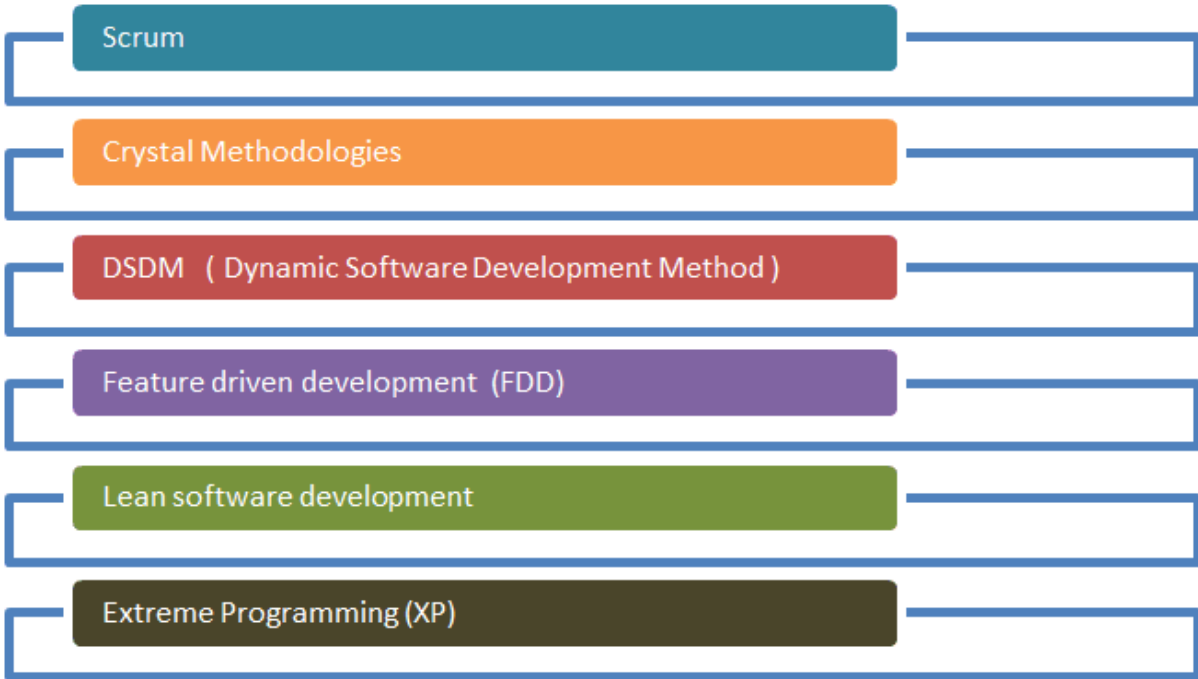 Scrum
Crystal Methodologies
DSDM ( Dynamic Software Development Method )
Feature driven development (FDD)
Lean software development
Extreme Programming (XP)